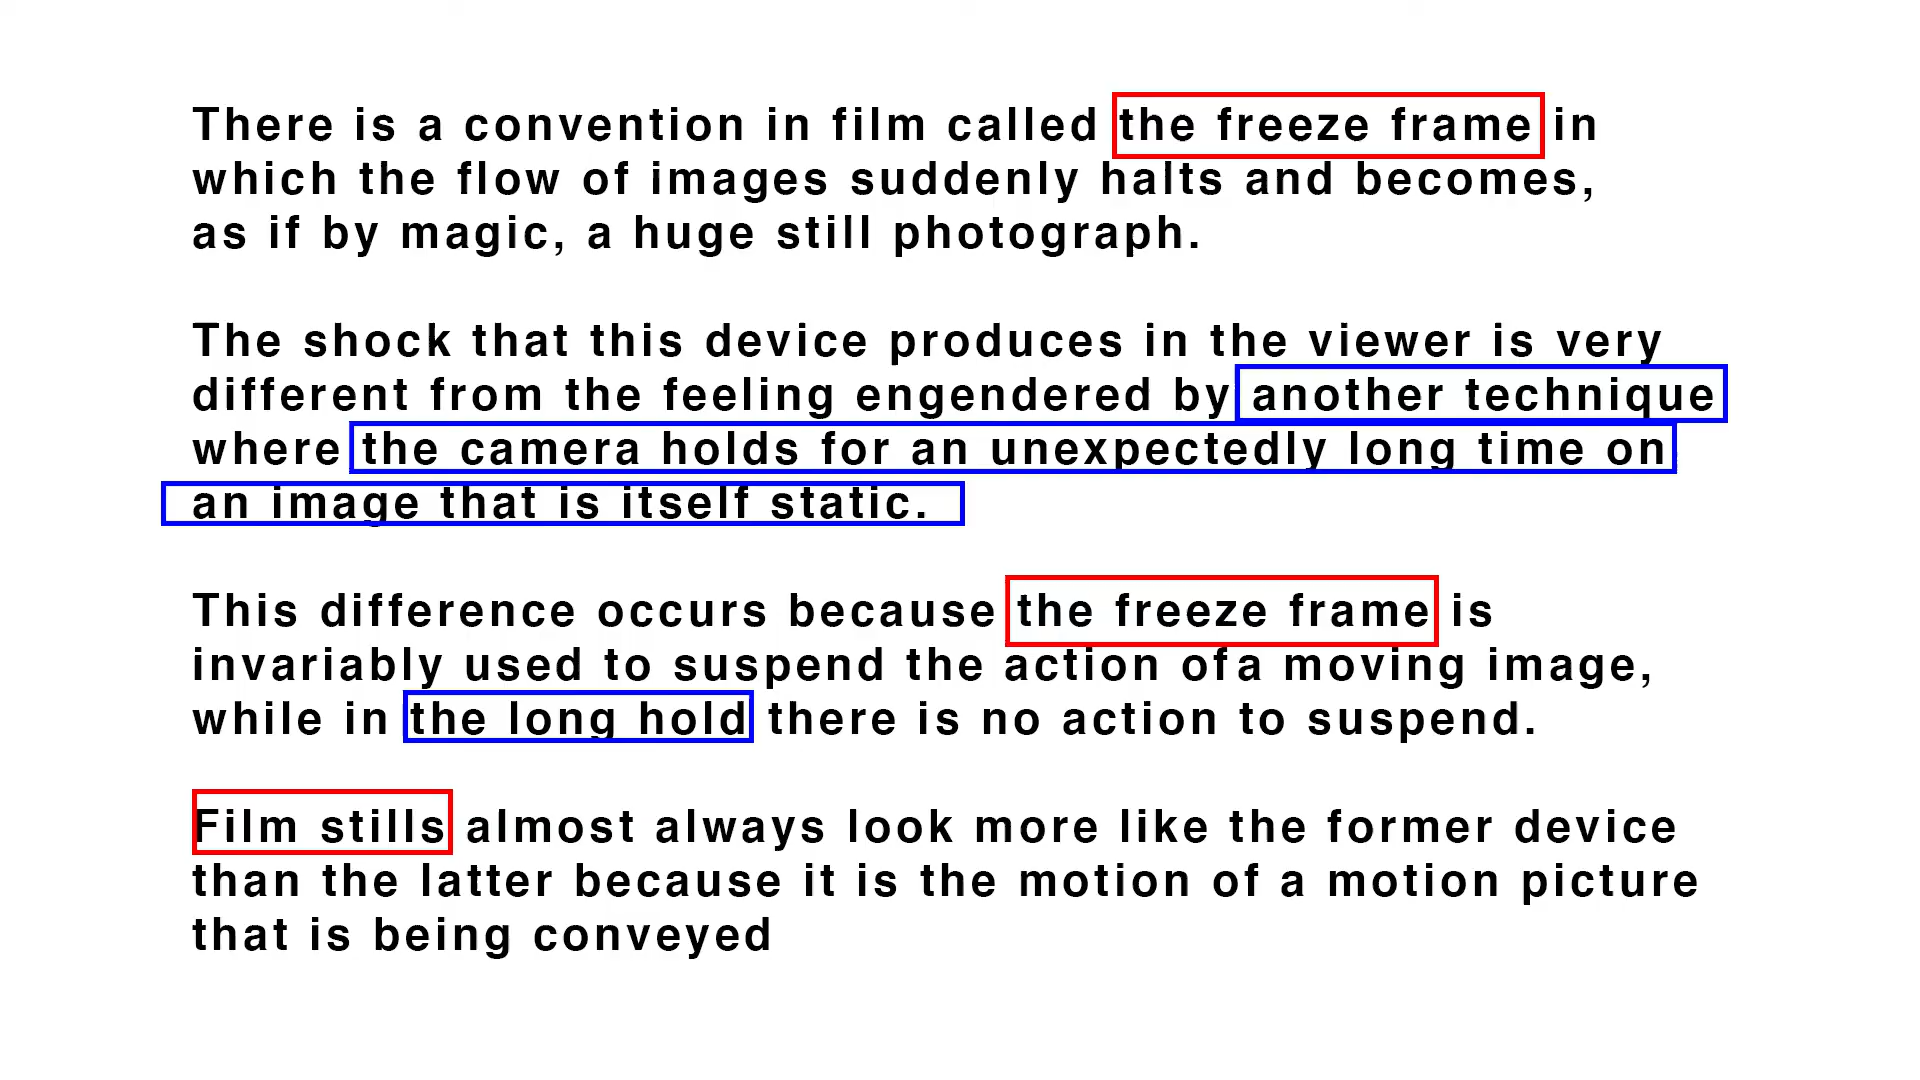 There is a convention in film called the freeze frame in
which the flow of images suddenly halts and becomes,
as if by magic, a huge still photograph.
The shock that this device produces in the viewer is very
different from the feeling engendered by another technique
where the camera holds for an unexpectedly long time on
an image that is itself static.
This difference occurs because the freeze frame is
invariably used to suspend the action of a moving image,
while in the long hold there is no action to suspend.
Film stills almost always look more like the former device
than the latter because it is the motion of a motion picture
that is being conveyed